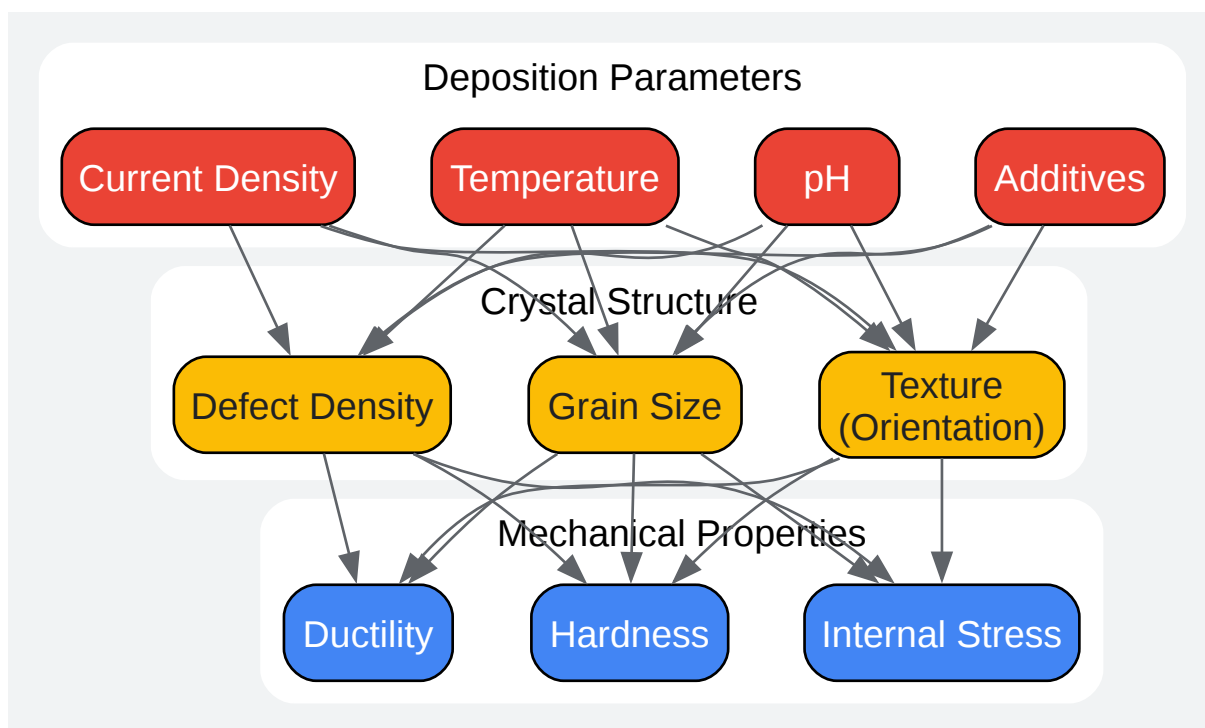 Deposition Parameters
Current Density
Temperature
pH
Additives
Crystal Structure
Defect Density
Grain Size
Texture
(Orientation)
Mechanical Properties
Ductility
Hardness
Internal Stress